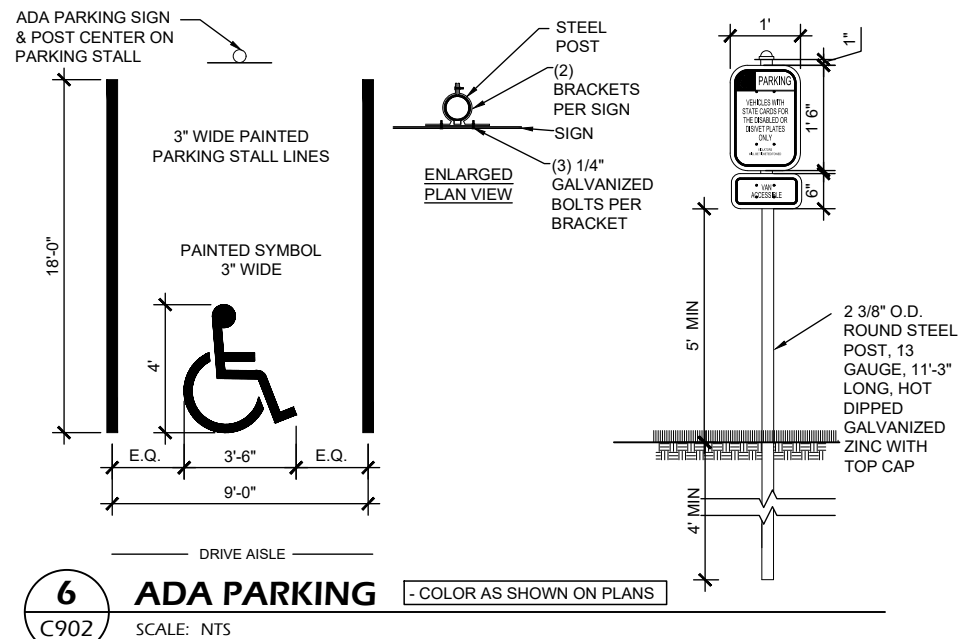 ADA PARKING SIGN
& POST CENTER ON
PARKING STALL
3" WIDE PAINTED
PARKING STALL LINES
18'-0"
PAINTED SYMBOL
3" WIDE
4'
E.Q.
3'-6"
E.Q.
9'-0"
DRIVE AISLE
STEEL
POST
(2)
BRACKETS
PER SIGN
SIGN
(3) 1/4"
GALVANIZED
BOLTS PER
BRACKET
ENLARGED
PLAN VIEW
1'
1"
PARKING
VEHICLES WITH
STATE CARDS FOR
THE DISABLED OR
DISVET PLATES
ONLY
1' 6"
VAN
ACCESSIBLE
6"
5' MIN
2 3/8" O.D.
ROUND STEEL
POST, 13
GAUGE, 11'-3"
LONG, HOT
DIPPED
GALVANIZED
ZINC WITH
TOP CAP
4' MIN
6
C902
ADA PARKING
- COLOR AS SHOWN ON PLANS
SCALE: NTS